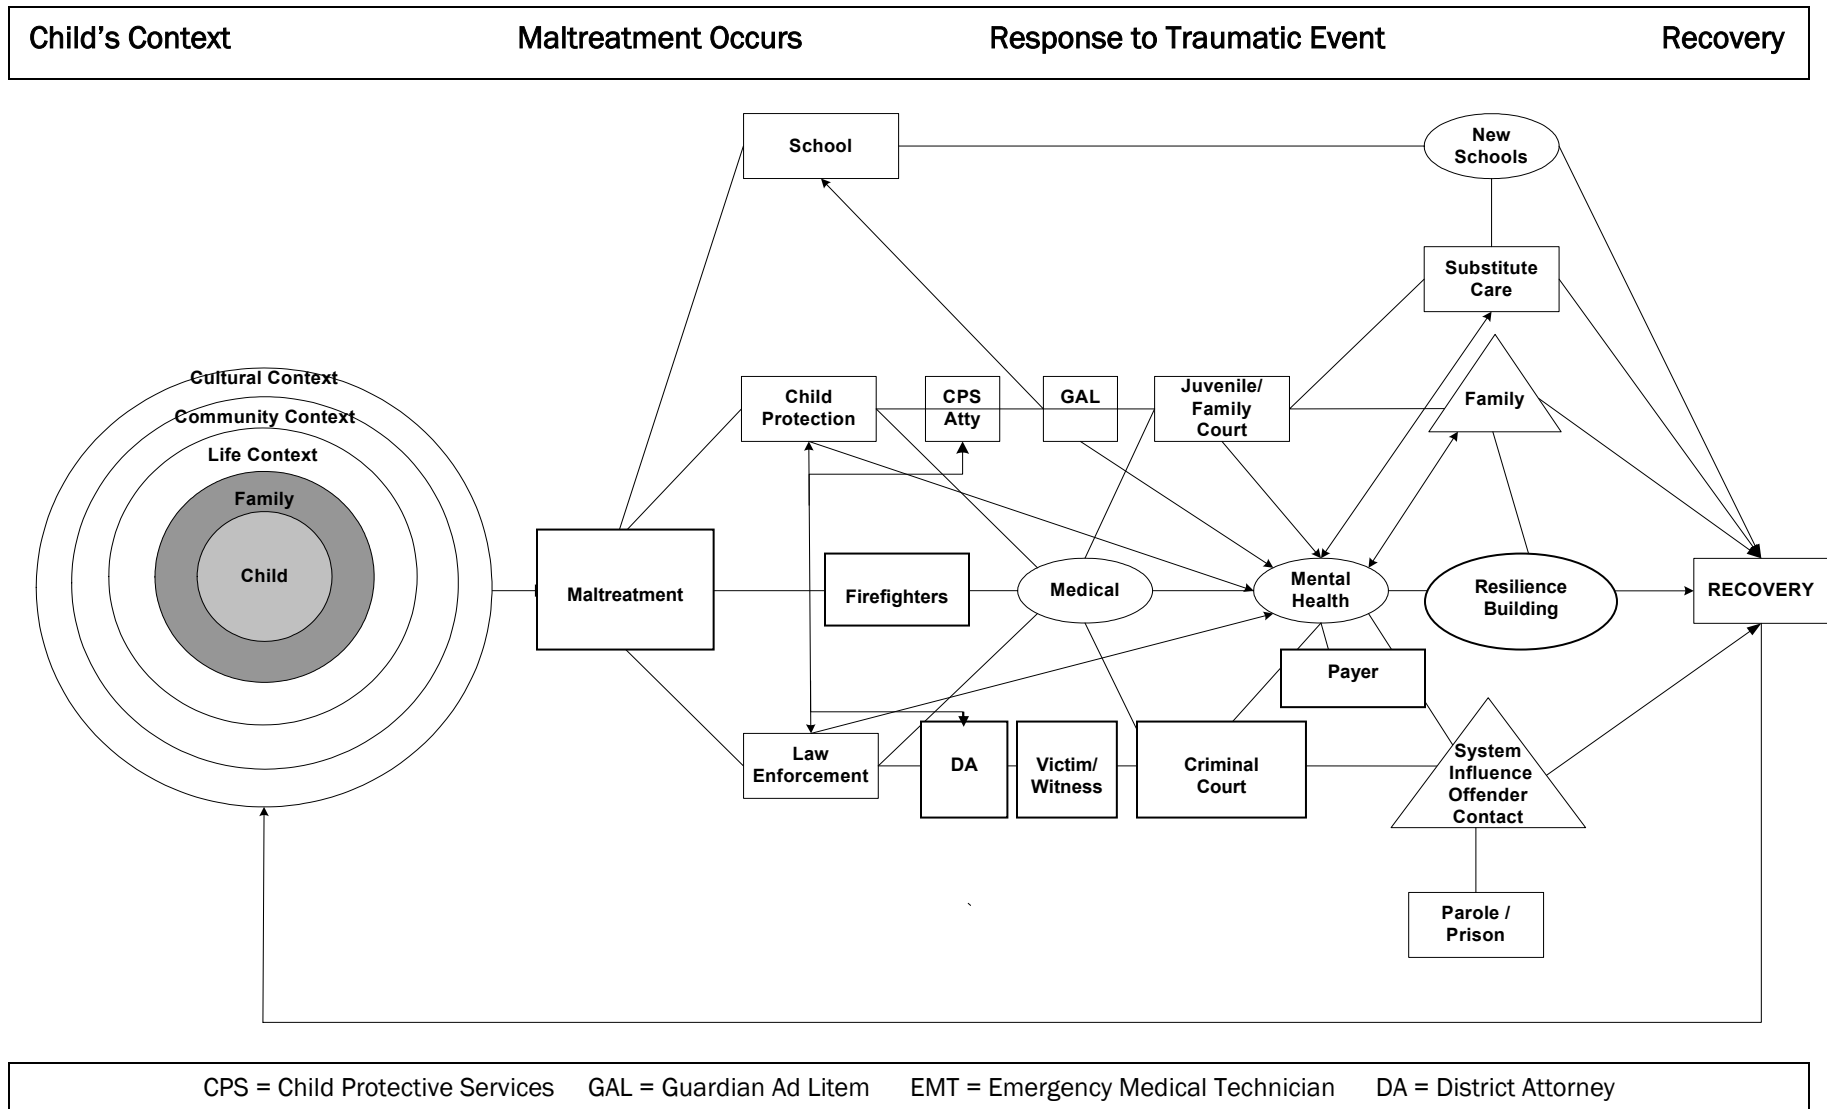 Child's Context Maltreatment Occurs Response to Traumatic Event Recovery
School
New
Schools
Substitute
Care
Cultural Context
Community Context
Life Context
Family
Child
Child
Protection
CPS
Atty
GAL
Juvenile/
Family
Court
Family
Maltreatment
Firefighters
Medical
Mental
Health
Resilience
Building
RECOVERY
Payer
Law
Enforcement
DA
Victim/
Witness
Criminal
Court
System
Influence
Offender
Contact
Parole /
Prison
CPS = Child Protective Services GAL = Guardian Ad Litem EMT = Emergency Medical Technician DA = District Attorney